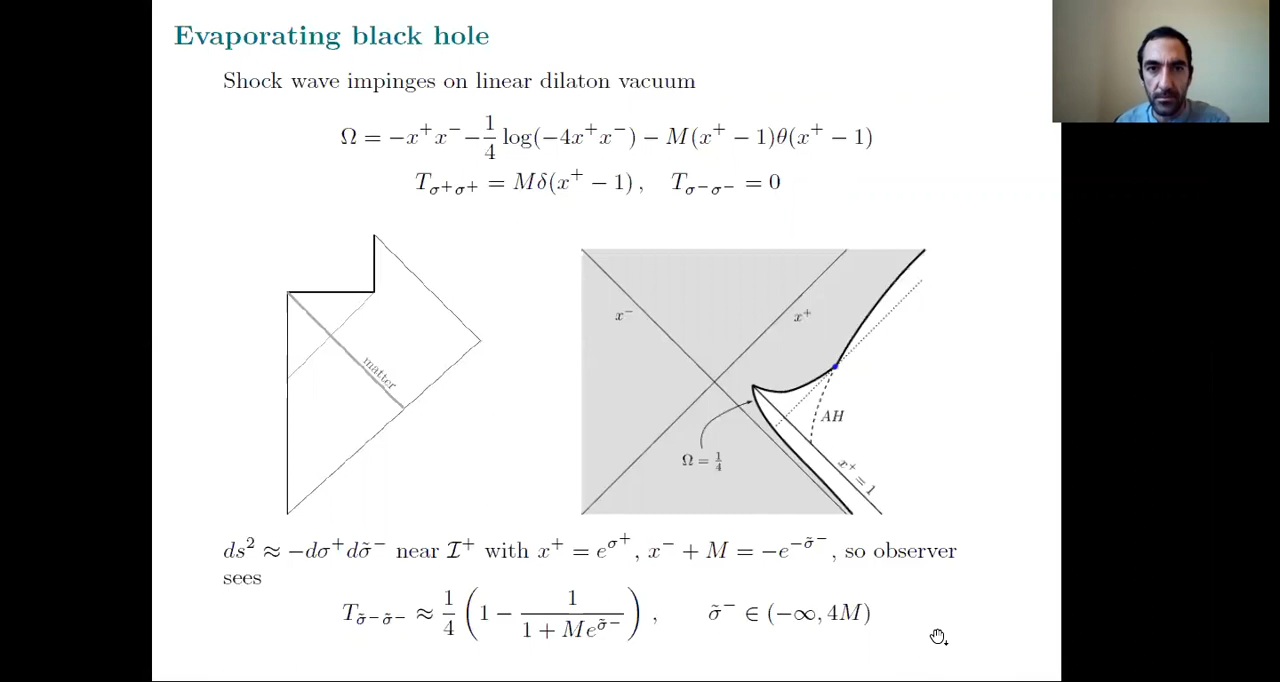 Evaporating black hole
Shock wave impinges on linear dilaton vacuum
Ω = −x⁺x⁻ − 1/4 log(−4x⁺x⁻) − M(x⁺ − 1)θ(x⁺ − 1)
T_{σ⁺σ⁺} = Mδ(x⁺ − 1), T_{σ⁻σ⁻} = 0
matter
x⁻
x⁺
AH
Ω = 1/4
x⁺ = 1
ds² ≈ −dσ⁺dσ̃⁻ near 𝓘⁺ with x⁺ = e^{σ⁺}, x⁻ + M = −e^{−σ̃⁻}, so observer
sees
T_{σ̃⁻σ̃⁻} ≈ 1/4 (1 − 1/(1 + Me^{σ̃⁻})), σ̃⁻ ∈ (−∞, 4M)